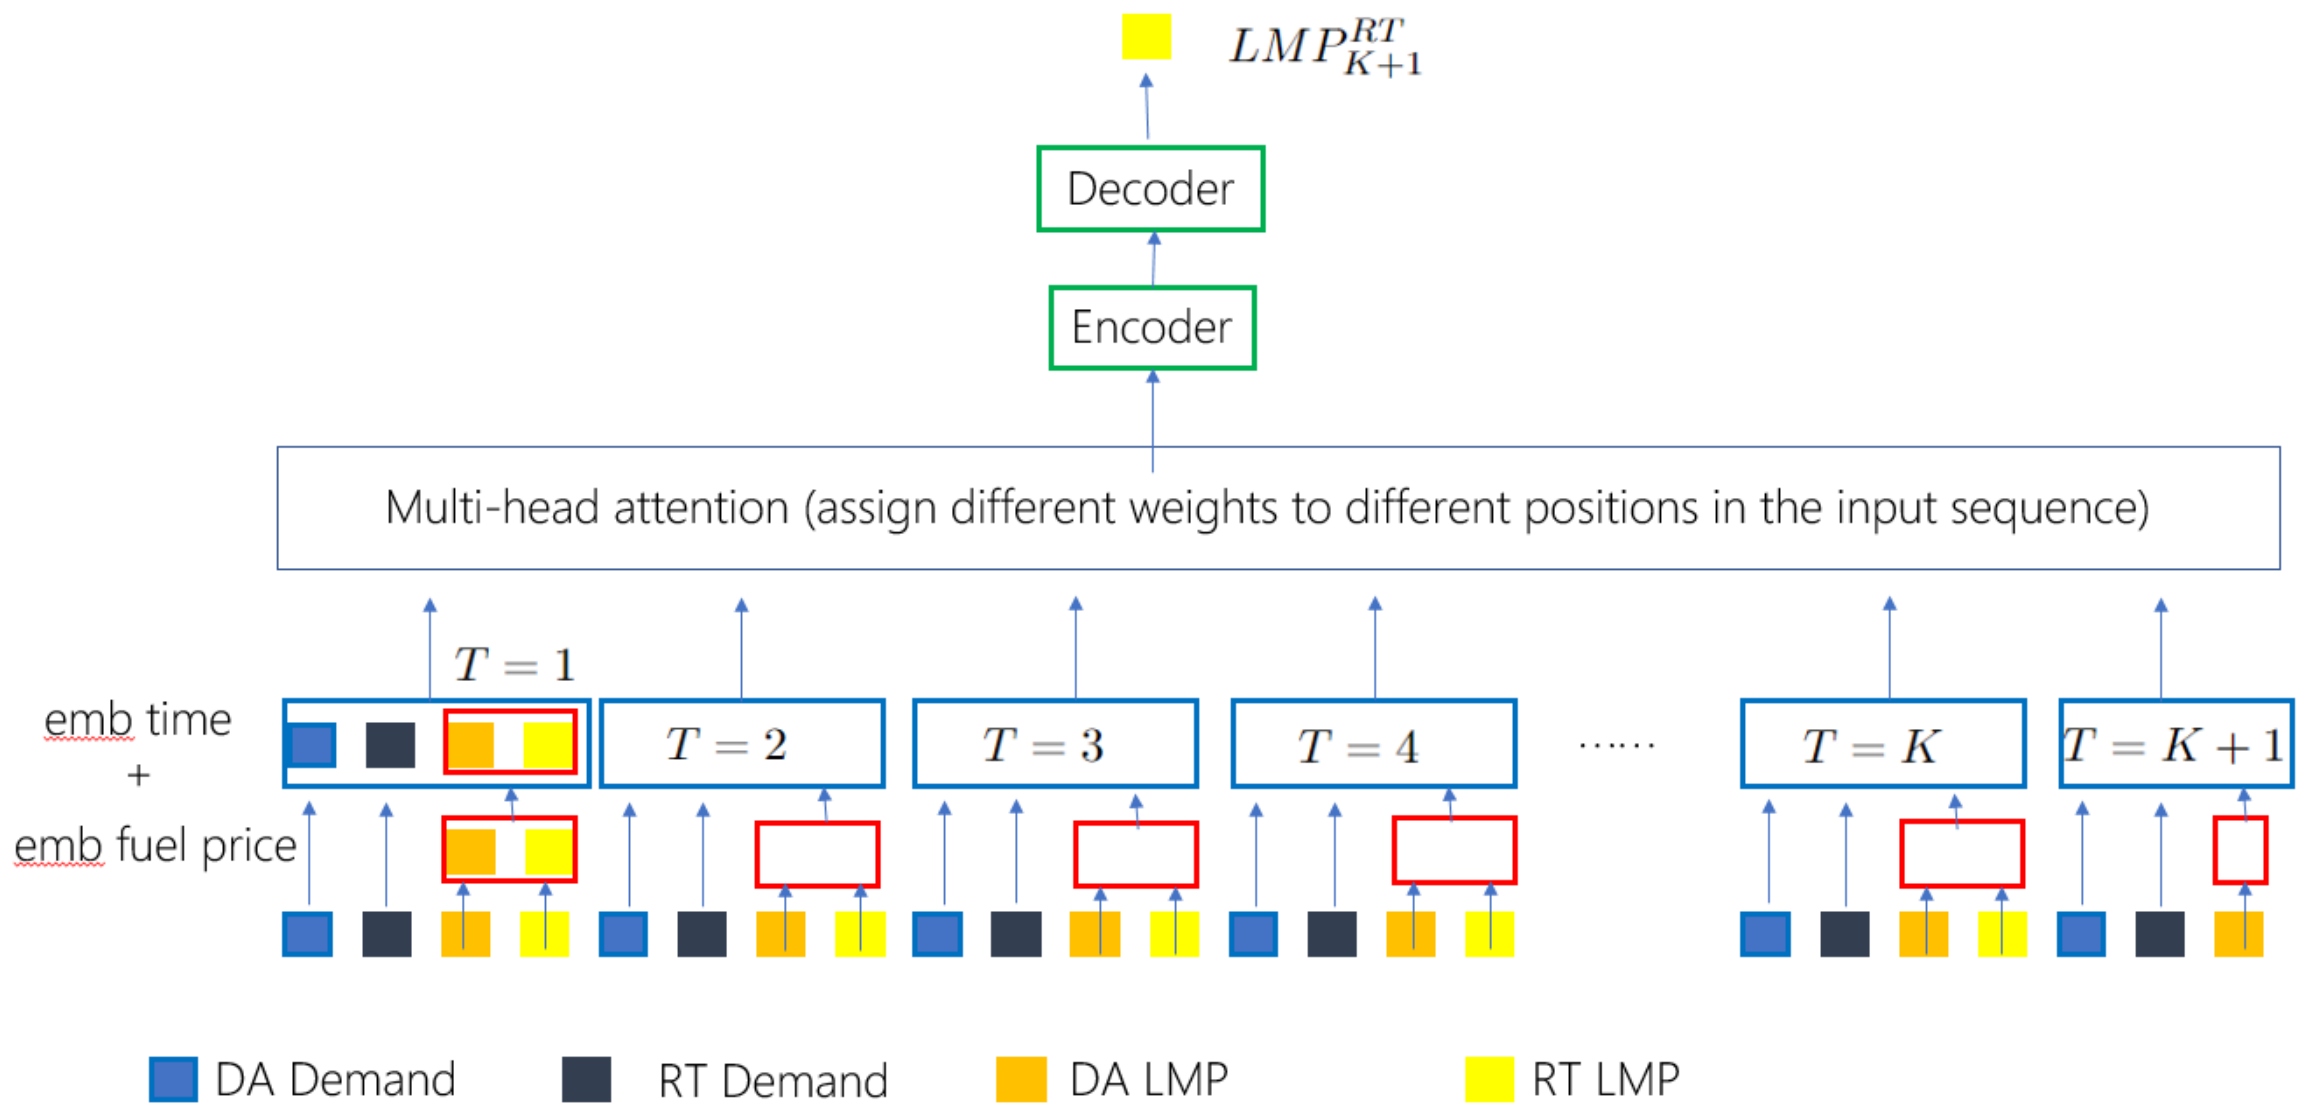 LMP^{RT}_{K+1}
Decoder
Encoder
Multi-head attention (assign different weights to different positions in the input sequence)
T = 1
emb time
+
emb fuel price
T = 2
T = 3
T = 4
......
T = K
T = K + 1
DA Demand
RT Demand
DA LMP
RT LMP